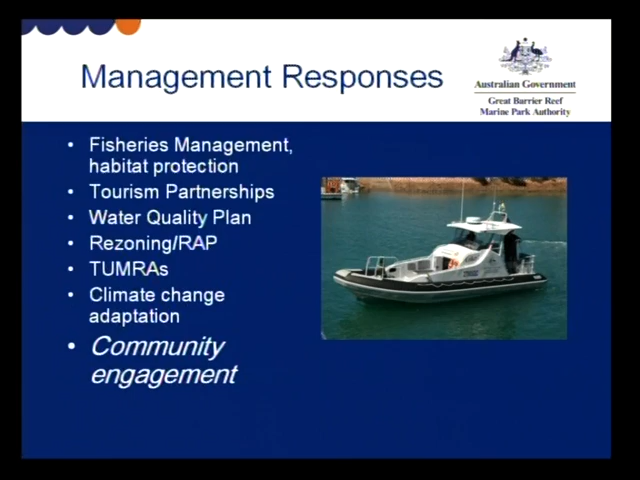 Management Responses
Australian Government
Great Barrier Reef
Marine Park Authority
• Fisheries Management,
habitat protection
• Tourism Partnerships
• Water Quality Plan
• Rezoning/RAP
• TUMRAs
• Climate change
adaptation
• Community
engagement